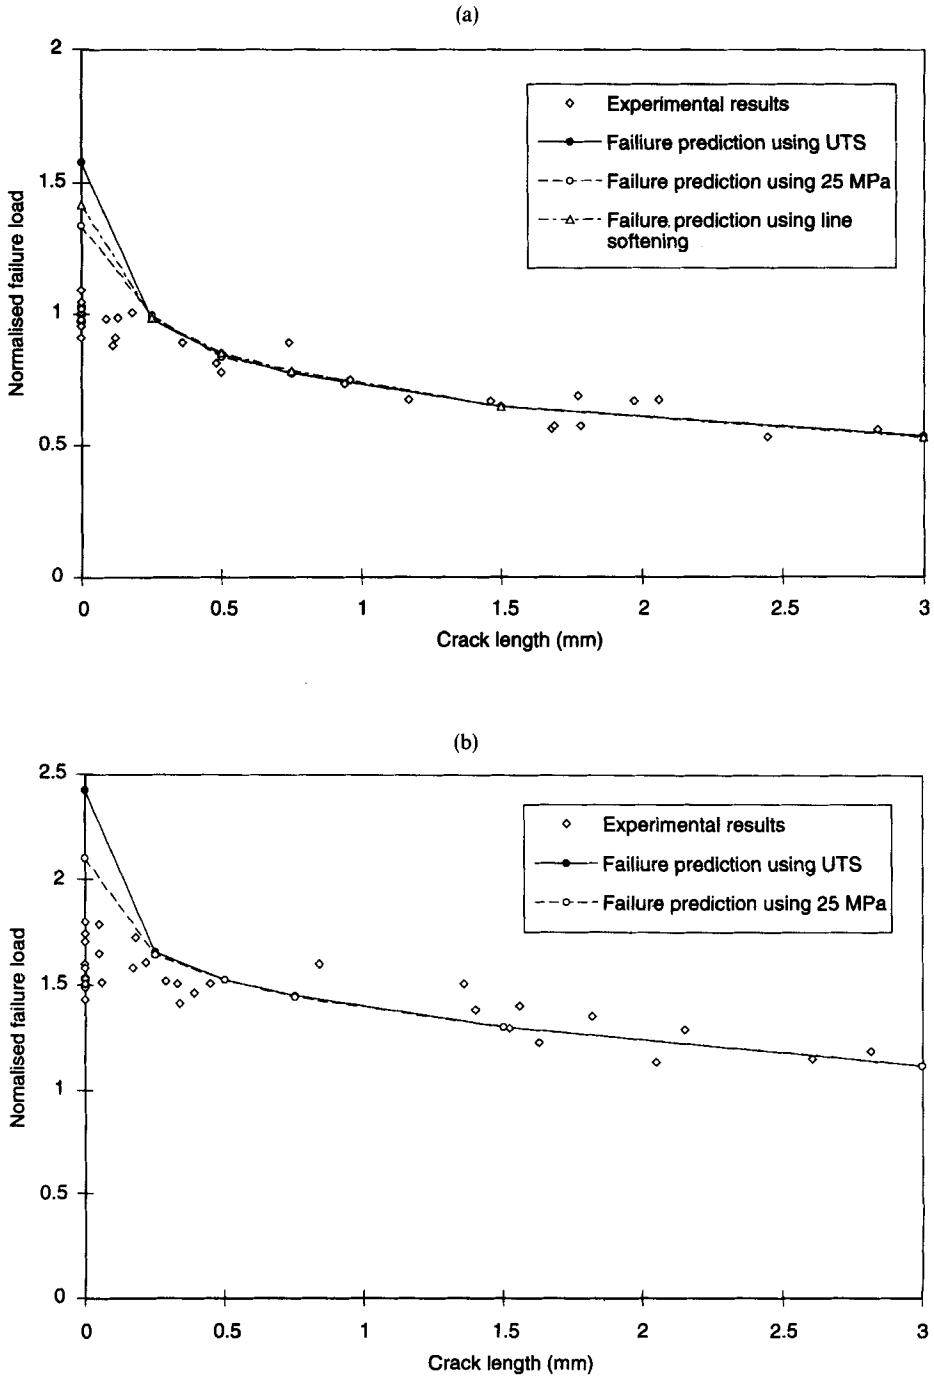 (a)
2
1.5
1
0.5
0
Normalised failure load
0 0.5 1 1.5 2 2.5 3
Crack length (mm)
Experimental results
Failiure prediction using UTS
Failure prediction using 25 MPa
Failure prediction using line
softening
(b)
2.5
2
1.5
1
0.5
0
Nomalised failure load
0 0.5 1 1.5 2 2.5 3
Crack length (mm)
Experimental results
Failiure prediction using UTS
Failure prediction using 25 MPa